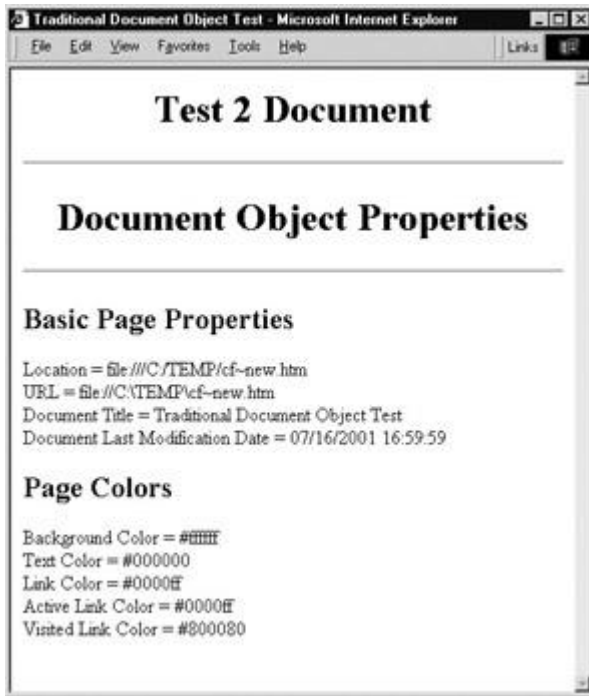 Traditional Document Object Test - Microsoft Internet Explorer
File Edit View Favorites Tools Help Links
Test 2 Document
Document Object Properties
Basic Page Properties
Location = file:///C:/TEMP/cf~new.htm
URL = file://C:\TEMP\cf~new.htm
Document Title = Traditional Document Object Test
Document Last Modification Date = 07/16/2001 16:59:59
Page Colors
Background Color = #ffffff
Text Color = #000000
Link Color = #0000ff
Active Link Color = #0000ff
Visited Link Color = #800080